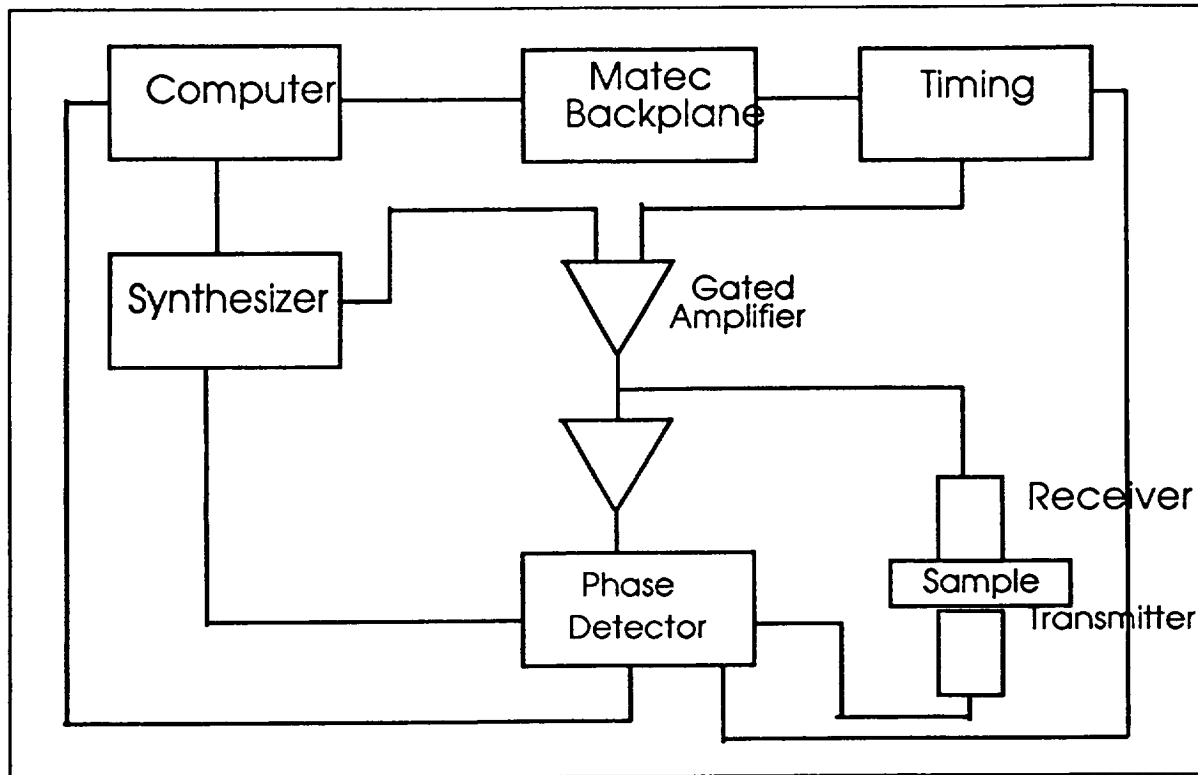 Computer
Matec
Backplane
Timing
Synthesizer
Gated
Amplifier
Receiver
Sample
Transmitter
Phase
Detector